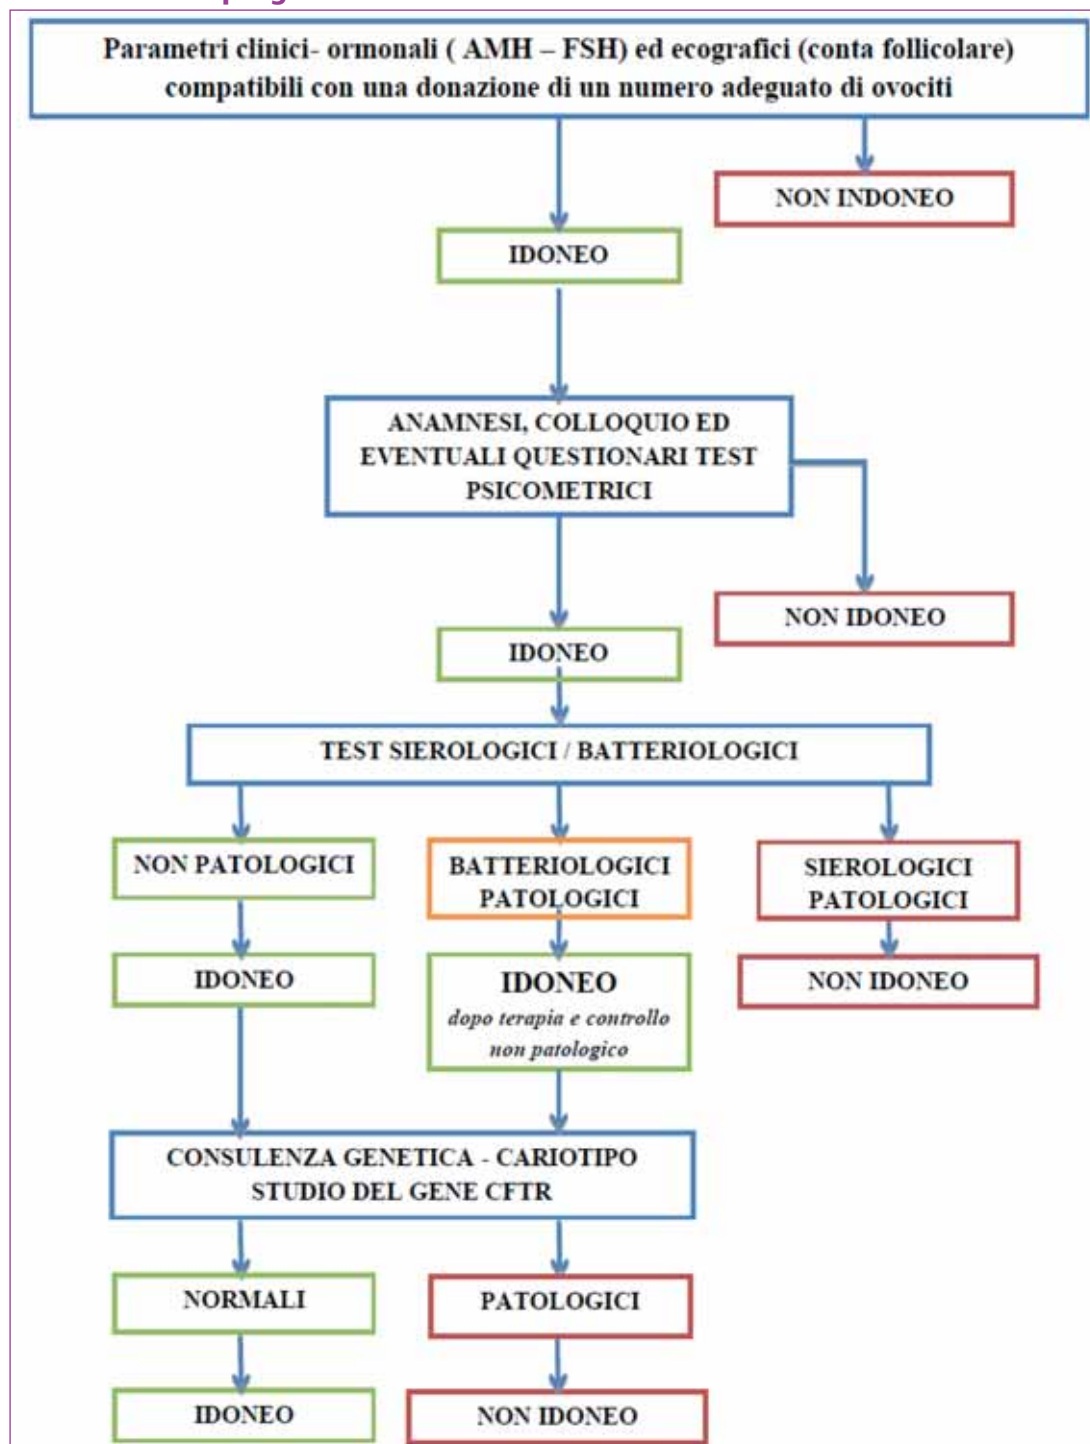 Parametri clinici- ormonali ( AMH – FSH) ed ecografici (conta follicolare)
compatibili con una donazione di un numero adeguato di ovociti
NON INDONEO
IDONEO
ANAMNESI, COLLOQUIO ED
EVENTUALI QUESTIONARI TEST
PSICOMETRICI
NON IDONEO
IDONEO
TEST SIEROLOGICI / BATTERIOLOGICI
NON PATOLOGICI
BATTERIOLOGICI
PATOLOGICI
SIEROLOGICI
PATOLOGICI
IDONEO
IDONEO
dopo terapia e controllo
non patologico
NON IDONEO
CONSULENZA GENETICA - CARIOTIPO
STUDIO DEL GENE CFTR
NORMALI
PATOLOGICI
IDONEO
NON IDONEO